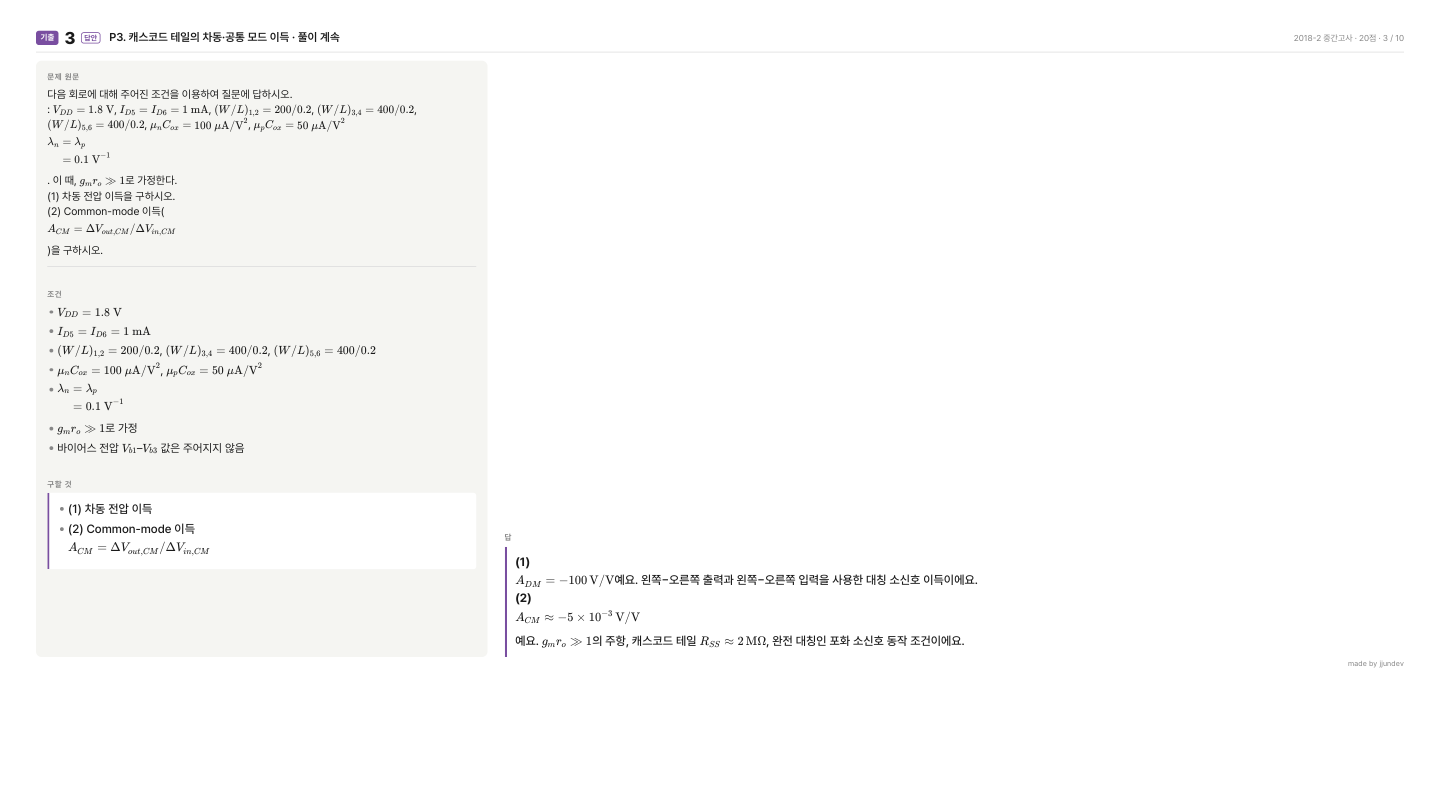 기출 3 답안 P3. 캐스코드 테일의 차동·공통 모드 이득 · 풀이 계속
2018-2 중간고사 · 20점 · 3 / 10
문제 원문
다음 회로에 대해 주어진 조건을 이용하여 질문에 답하시오.
: V_{DD} = 1.8 V, I_{D5} = I_{D6} = 1 mA, (W/L)_{1,2} = 200/0.2, (W/L)_{3,4} = 400/0.2,
(W/L)_{5,6} = 400/0.2, μ_nC_{ox} = 100 μA/V², μ_pC_{ox} = 50 μA/V²
λ_n = λ_p
= 0.1 V⁻¹
. 이 때, g_mr_o ≫ 1로 가정한다.
(1) 차동 전압 이득을 구하시오.
(2) Common-mode 이득(
A_{CM} = ΔV_{out,CM}/ΔV_{in,CM}
)을 구하시오.
조건
• V_{DD} = 1.8 V
• I_{D5} = I_{D6} = 1 mA
• (W/L)_{1,2} = 200/0.2, (W/L)_{3,4} = 400/0.2, (W/L)_{5,6} = 400/0.2
• μ_nC_{ox} = 100 μA/V², μ_pC_{ox} = 50 μA/V²
• λ_n = λ_p
= 0.1 V⁻¹
• g_mr_o ≫ 1로 가정
• 바이어스 전압 V_{b1}–V_{b3} 값은 주어지지 않음
구할 것
• (1) 차동 전압 이득
• (2) Common-mode 이득
A_{CM} = ΔV_{out,CM}/ΔV_{in,CM}
답
(1)
A_{DM} = −100 V/V예요. 왼쪽−오른쪽 출력과 왼쪽−오른쪽 입력을 사용한 대칭 소신호 이득이에요.
(2)
A_{CM} ≈ −5 × 10⁻³ V/V
예요. g_mr_o ≫ 1의 주항, 캐스코드 테일 R_{SS} ≈ 2 MΩ, 완전 대칭인 포화 소신호 동작 조건이에요.
made by jjundev